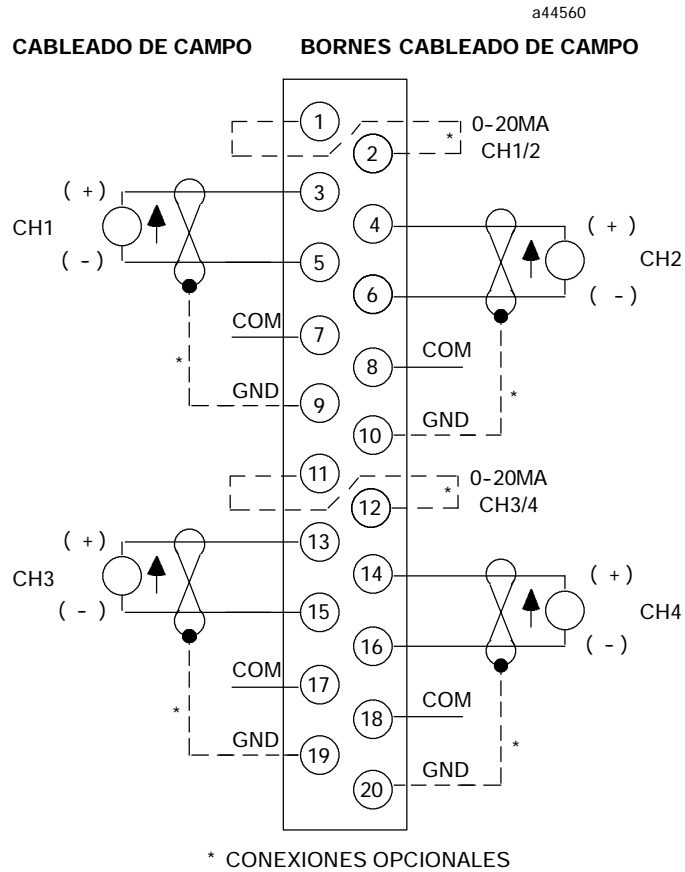 a44560
CABLEADO DE CAMPO BORNES CABLEADO DE CAMPO
1
* 0-20MA
2 CH1/2
( + ) 3
4 ( + )
CH1
( - ) 5
CH2
6 ( - )
COM 7
8 COM
*
GND 9
*
10 GND
11
* 0-20MA
12 CH3/4
( + ) 13
14 ( + )
CH3
( - ) 15
CH4
16 ( - )
COM 17
18 COM
*
GND 19
*
20 GND
* CONEXIONES OPCIONALES